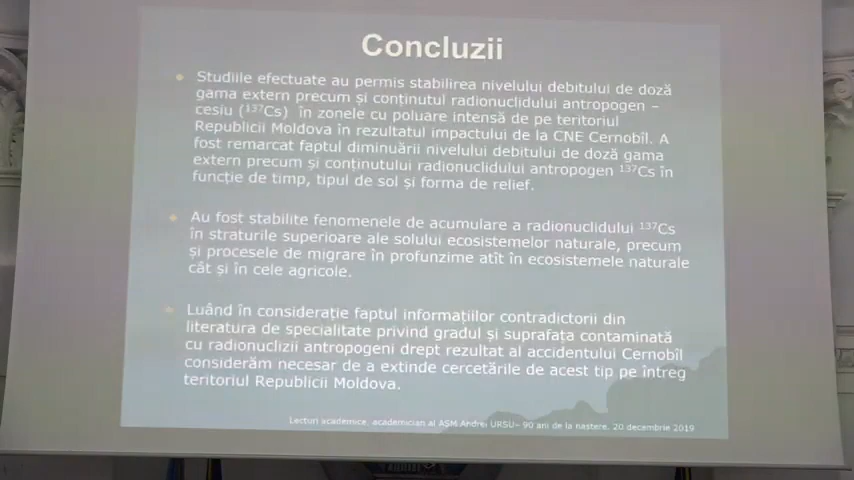 Concluzii
Studiile efectuate au permis stabilirea nivelului debitului de doză
gama extern precum și conținutul radionuclidului antropogen –
cesiu (¹³⁷Cs) în zonele cu poluare intensă de pe teritoriul
Republicii Moldova în rezultatul impactului de la CNE Cernobîl. A
fost remarcat faptul diminuării nivelului debitului de doză gama
extern precum și conținutului radionuclidului antropogen ¹³⁷Cs în
funcție de timp, tipul de sol și forma de relief.
Au fost stabilite fenomenele de acumulare a radionuclidului ¹³⁷Cs
în straturile superioare ale solului ecosistemelor naturale, precum
și procesele de migrare în profunzime atît în ecosistemele naturale
cât și în cele agricole.
Luând în considerație faptul informațiilor contradictorii din
literatura de specialitate privind gradul și suprafața contaminată
cu radionuclizii antropogeni drept rezultat al accidentului Cernobîl
considerăm necesar de a extinde cercetările de acest tip pe întreg
teritoriul Republicii Moldova.
Lecturi academice, academician al AȘM Andrei URSU– 90 ani de la naștere, 20 decembrie 2019